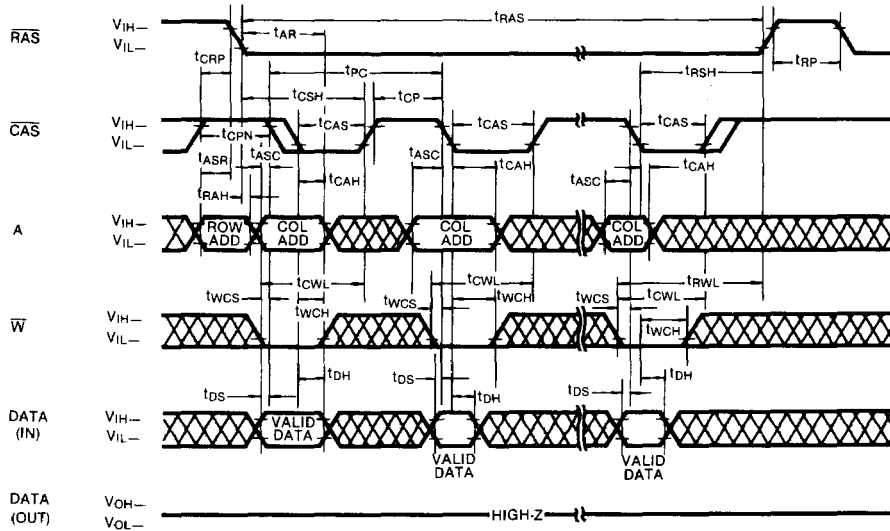 RAS VIH— VIL— tRAS tAR tRP
tCRP tPC tRSH
tCSH tCP
CAS VIH— VIL— tCAS tCAS tCAS
tCPN
tASR tASC tASC tCAH tASC tCAH
tCAH
tRAH
A VIH— VIL— ROW ADD COL ADD COL ADD COL ADD
tCWL tCWL tRWL
tWCS tWCS tWCH tWCS tCWL
tWCH tWCH
W VIH— VIL—
tDH tDS tDH
tDS tDH tDS
DATA (IN) VIH— VIL— VALID DATA
VALID DATA VALID DATA
DATA (OUT) VOH— VOL— HIGH-Z